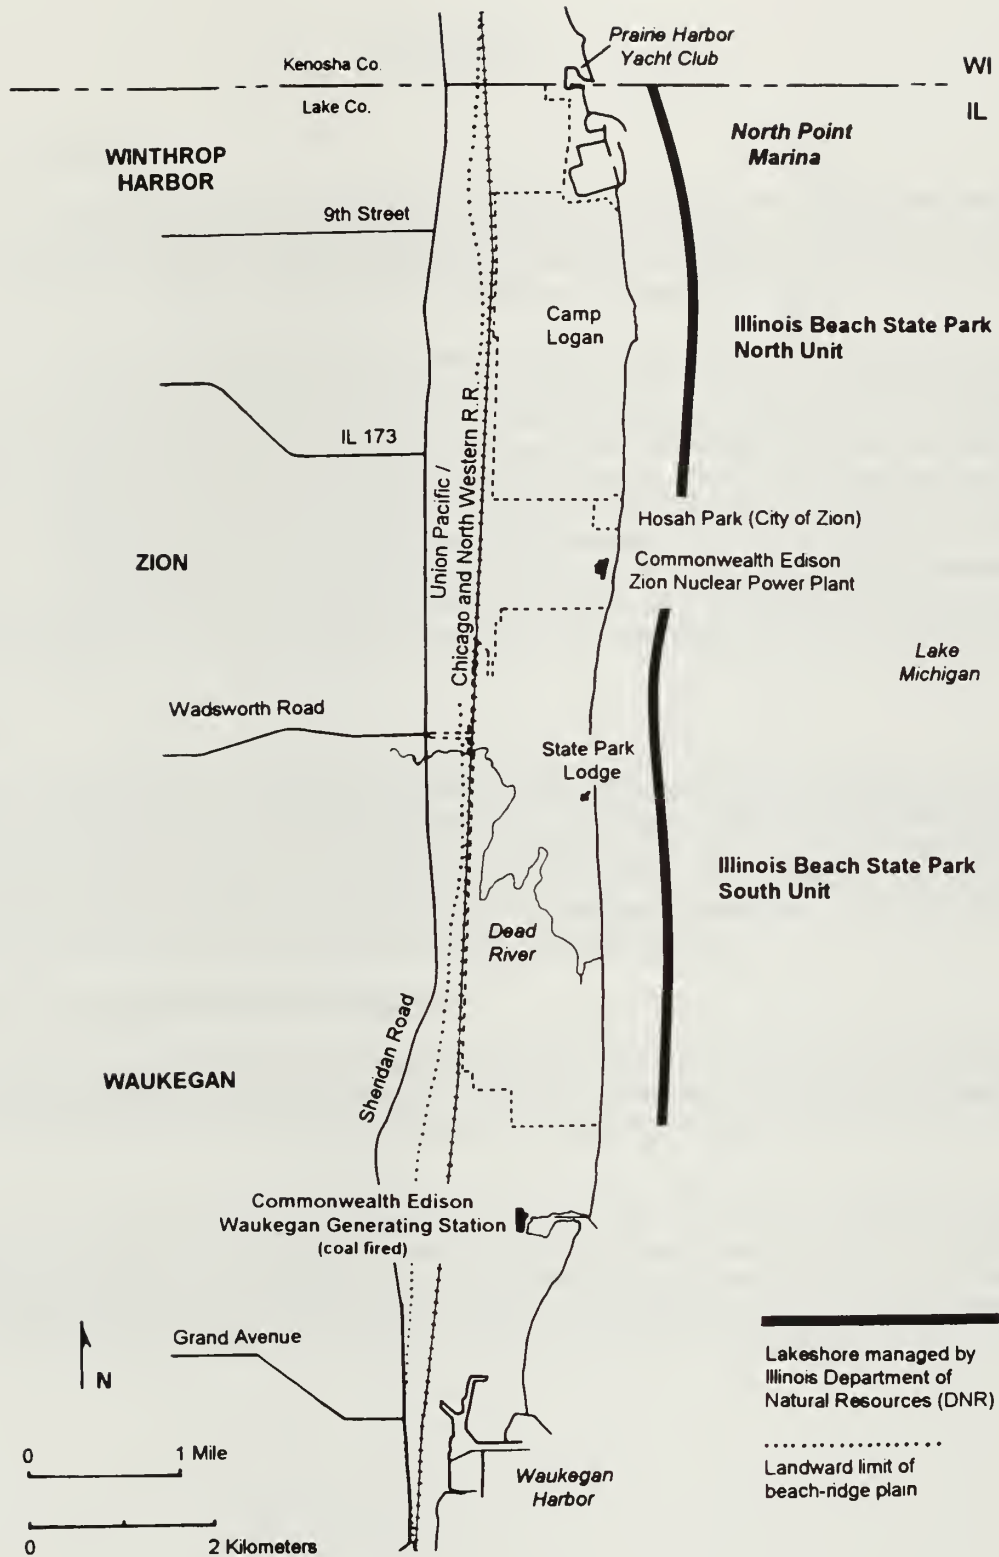 Prairie Harbor
Yacht Club
Kenosha Co.
WI
Lake Co.
IL
North Point
Marina
WINTHROP
HARBOR
9th Street
Camp
Logan
Illinois Beach State Park
North Unit
IL 173
Union Pacific /
Chicago and North Western R.R
Hosah Park (City of Zion)
ZION
Commonwealth Edison
Zion Nuclear Power Plant
Lake
Michigan
Wadsworth Road
State Park
Lodge
Illinois Beach State Park
South Unit
Dead
River
Sheridan Road
WAUKEGAN
Commonwealth Edison
Waukegan Generating Station
(coal fired)
Grand Avenue
N
Lakeshore managed by
Illinois Department of
Natural Resources (DNR)
0 1 Mile
Landward limit of
beach-ridge plain
Waukegan
Harbor
0 2 Kilometers